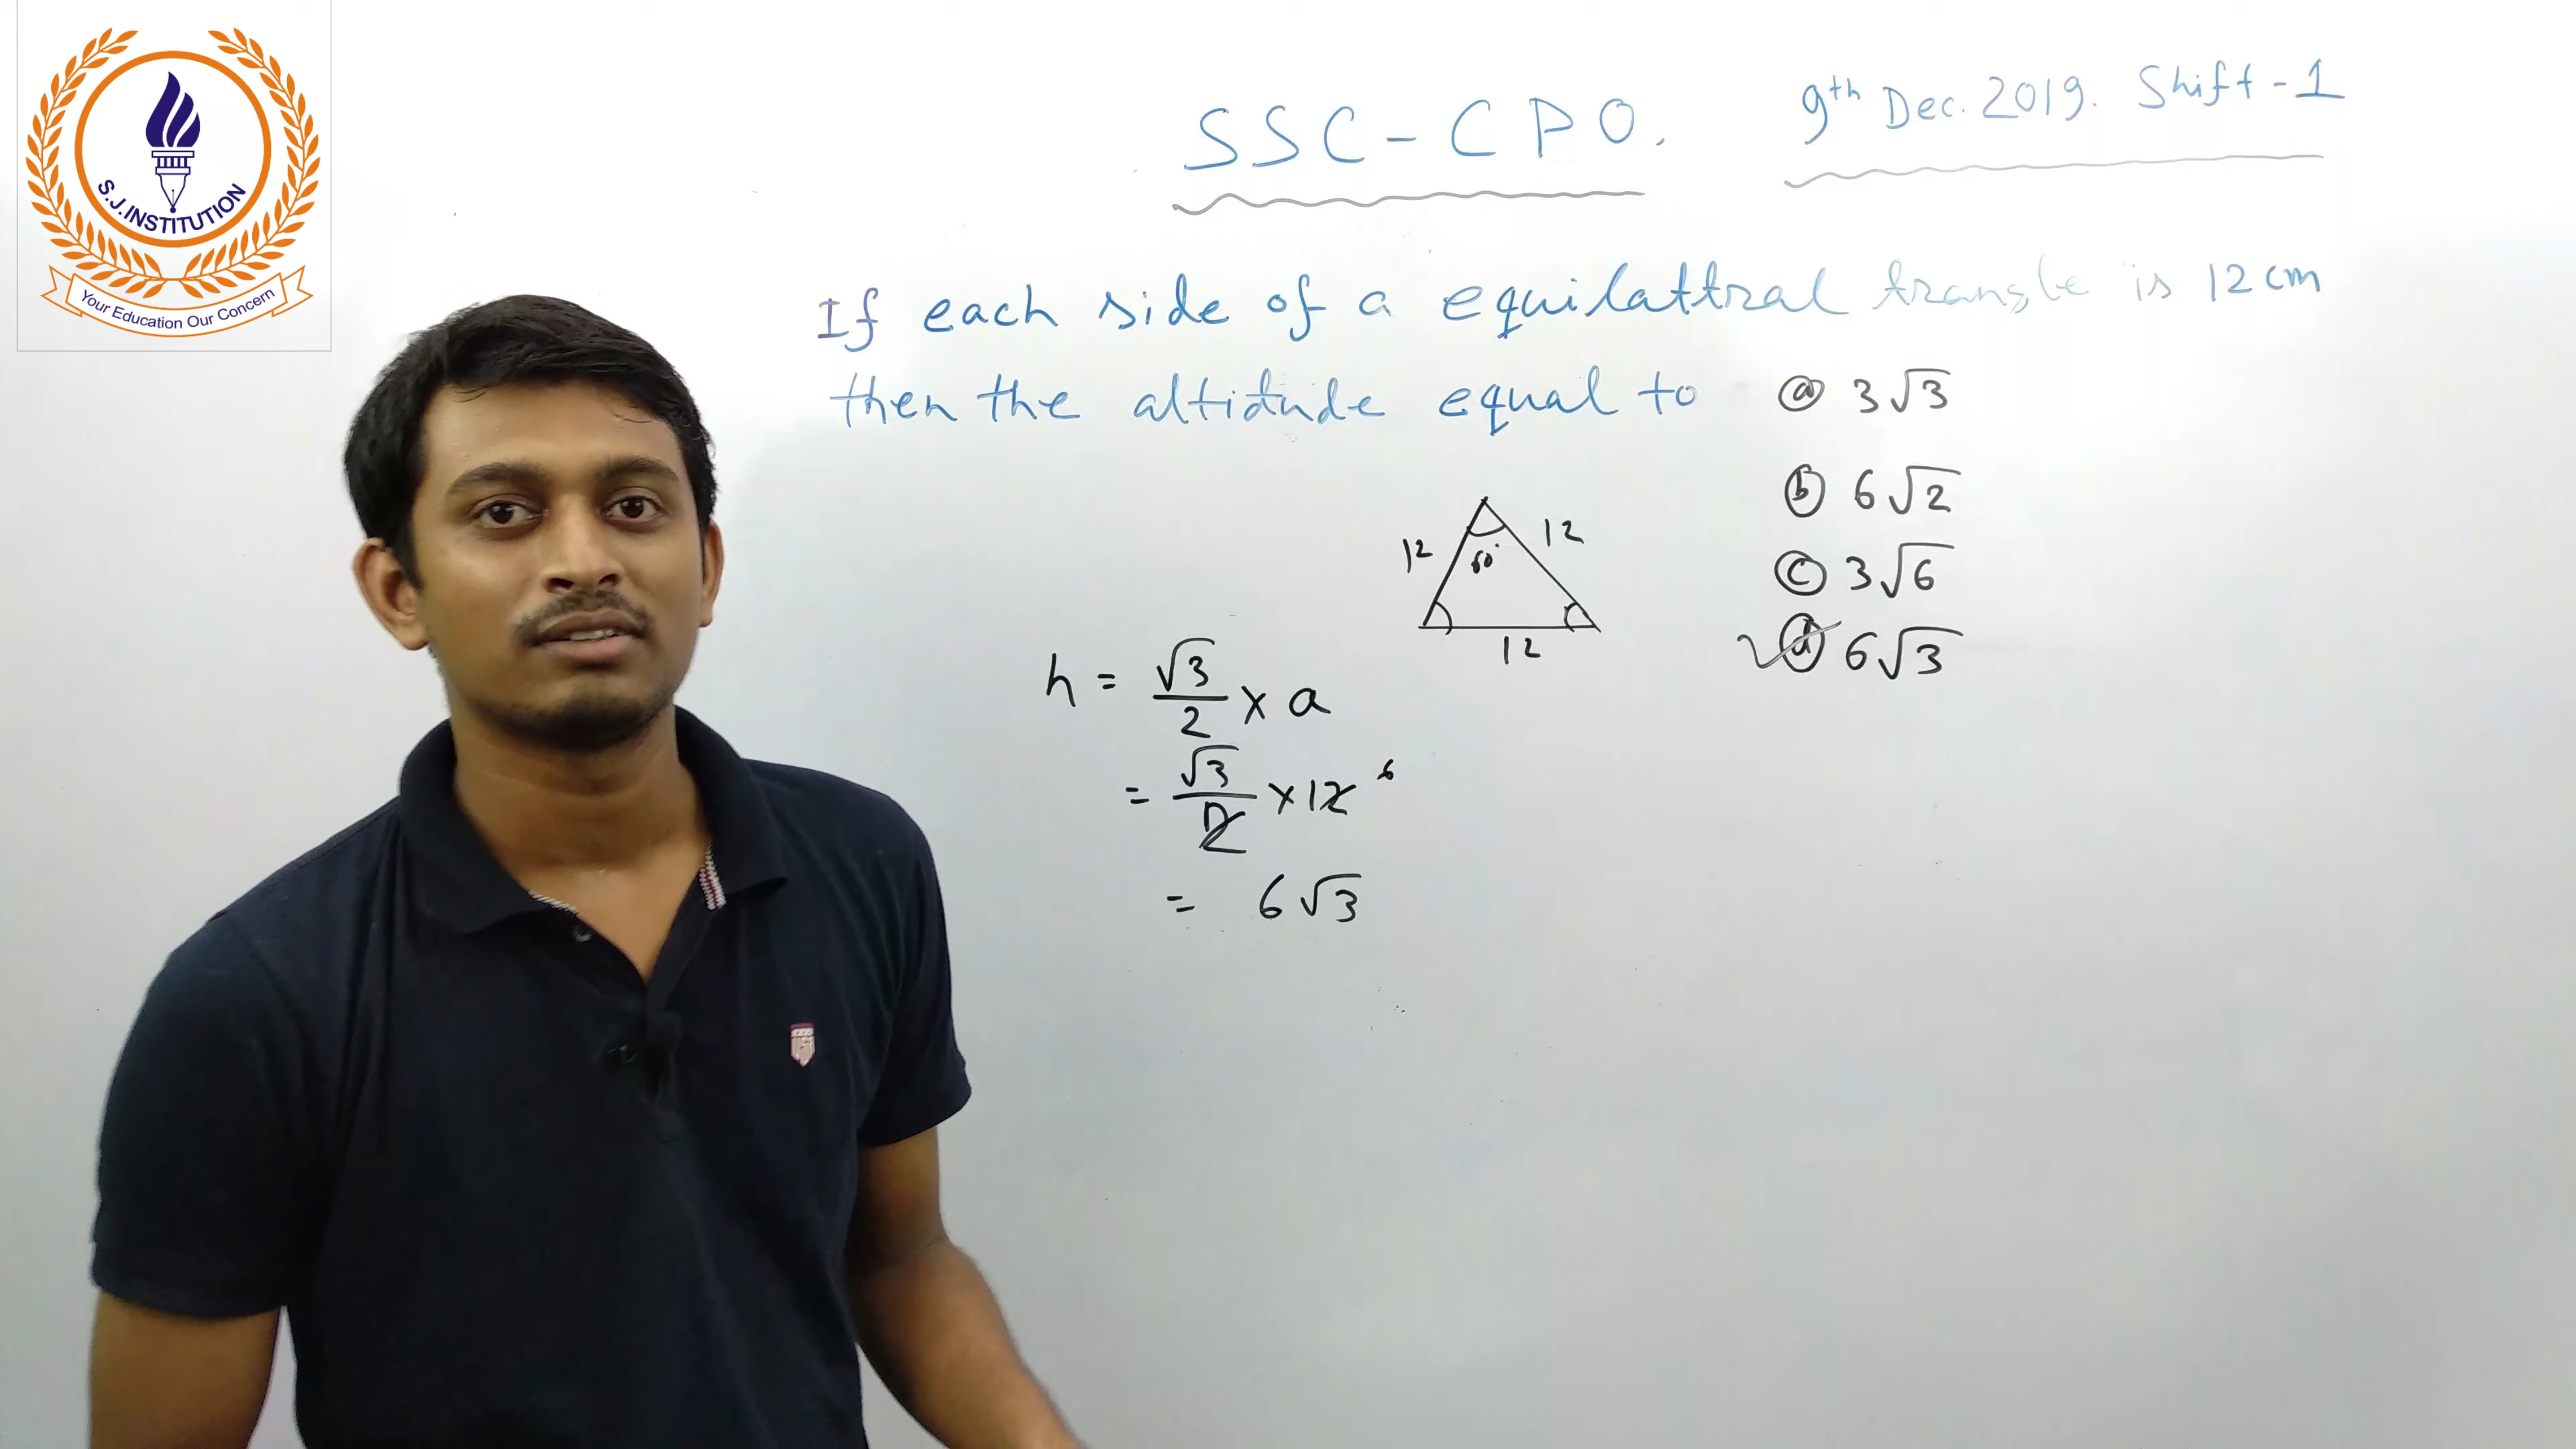 S.J.INSTITUTION
Your Education Our Concern
SSC-CPO.
9th Dec. 2019. Shift-1
If each side of a equilattral transle is 12 cm
then the altidude equal to
ⓐ 3√3
ⓑ 6√2
ⓒ 3√6
ⓓ 6√3
12
12
60°
12
h = √3/2 × a
= √3/2 × 12 6
= 6√3